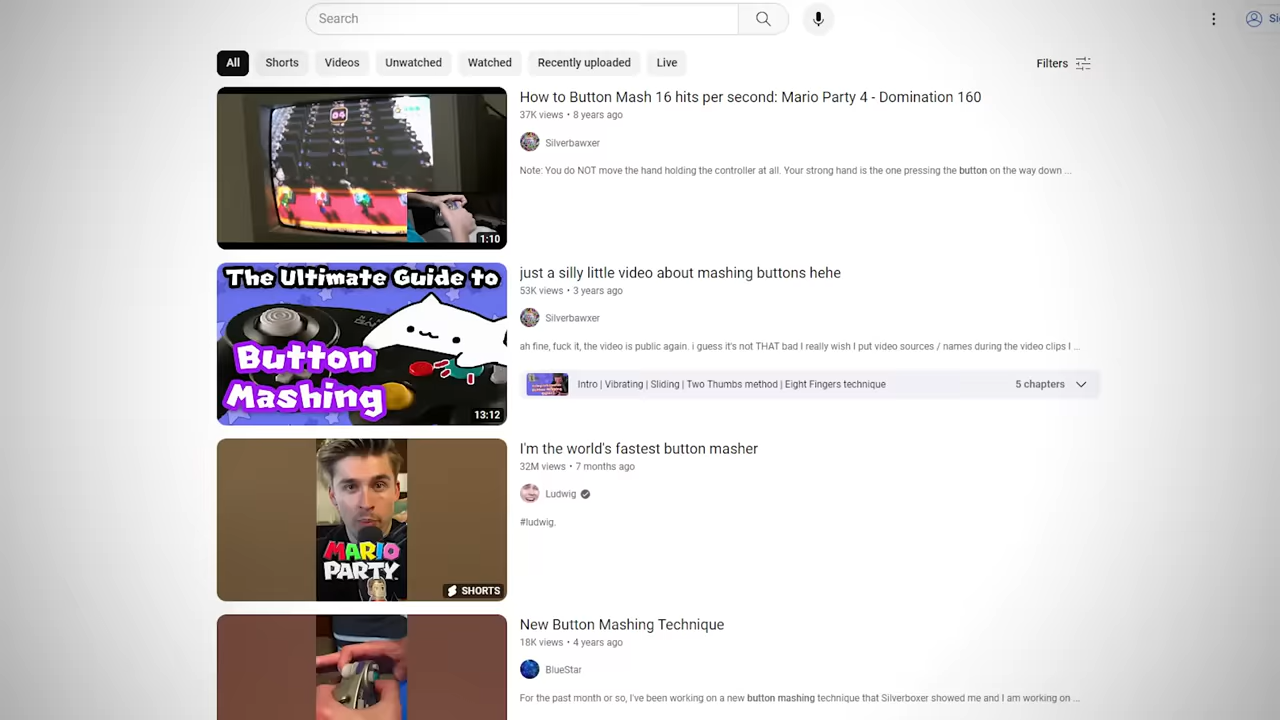 Search
Si
All Shorts Videos Unwatched Watched Recently uploaded Live Filters
04
1:10
How to Button Mash 16 hits per second: Mario Party 4 - Domination 160
37K views • 8 years ago
Silverbawxer
Note: You do NOT move the hand holding the controller at all. Your strong hand is the one pressing the button on the way down ...
The Ultimate Guide to
Button
Mashing
13:12
just a silly little video about mashing buttons hehe
53K views • 3 years ago
Silverbawxer
ah fine, fuck it, the video is public again. i guess it's not THAT bad I really wish I put video sources / names during the video clips I ...
Intro | Vibrating | Sliding | Two Thumbs method | Eight Fingers technique 5 chapters
MARIO
PARTY
SHORTS
I'm the world's fastest button masher
32M views • 7 months ago
Ludwig
#ludwig.
New Button Mashing Technique
18K views • 4 years ago
BlueStar
For the past month or so, I've been working on a new button mashing technique that Silverboxer showed me and I am working on ...